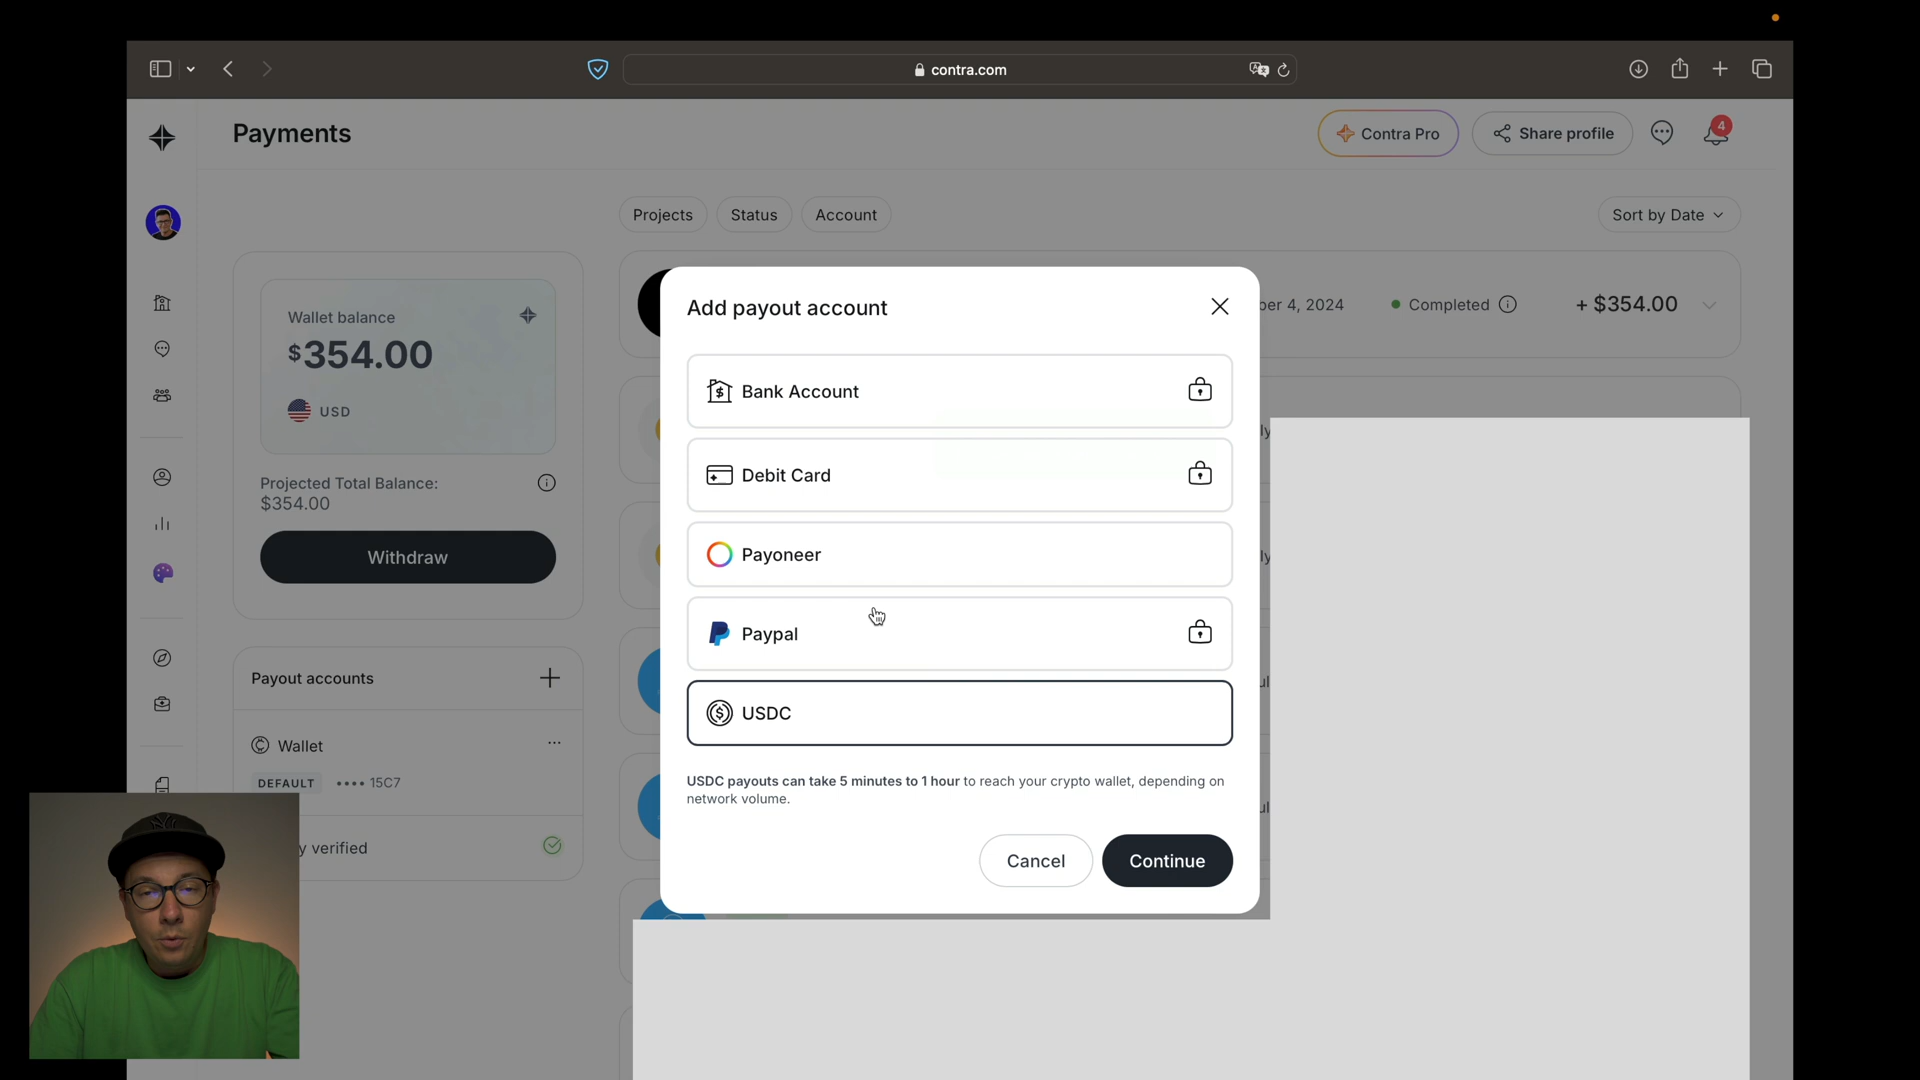 contra.com
Payments
Contra Pro
Share profile
4
Projects
Status
Account
Sort by Date
Wallet balance
$354.00
USD
Projected Total Balance:
$354.00
Withdraw
Payout accounts
Wallet
DEFAULT
•••• 15C7
y verified
ber 4, 2024
Completed
+ $354.00
Add payout account
Bank Account
Debit Card
Payoneer
Paypal
USDC
USDC payouts can take 5 minutes to 1 hour to reach your crypto wallet, depending on
network volume.
Cancel
Continue